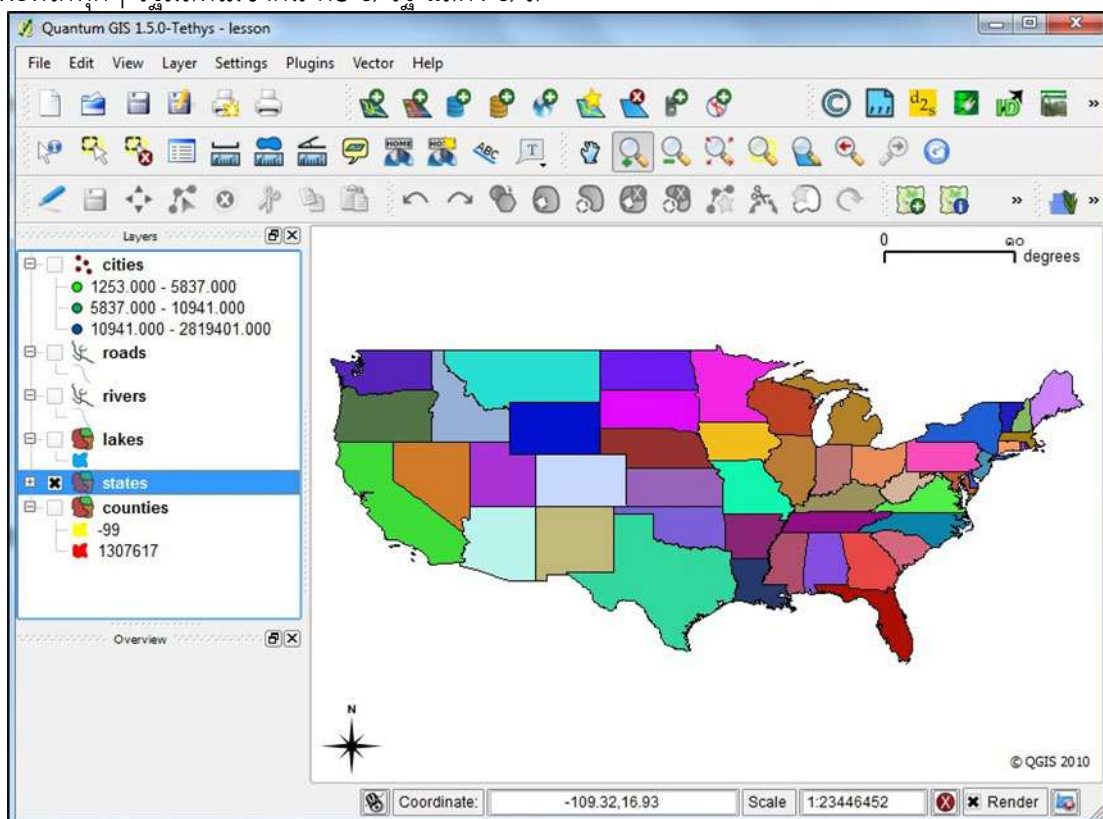 Quantum GIS 1.5.0-Tethys - lesson
File Edit View Layer Settings Plugins Vector Help
Layers
cities
1253.000 - 5837.000
5837.000 - 10941.000
10941.000 - 2819401.000
roads
rivers
lakes
states
counties
-99
1307617
Overview
0 ๑๐
degrees
N
© QGIS 2010
Coordinate: -109.32,16.93 Scale 1:23446452 Render